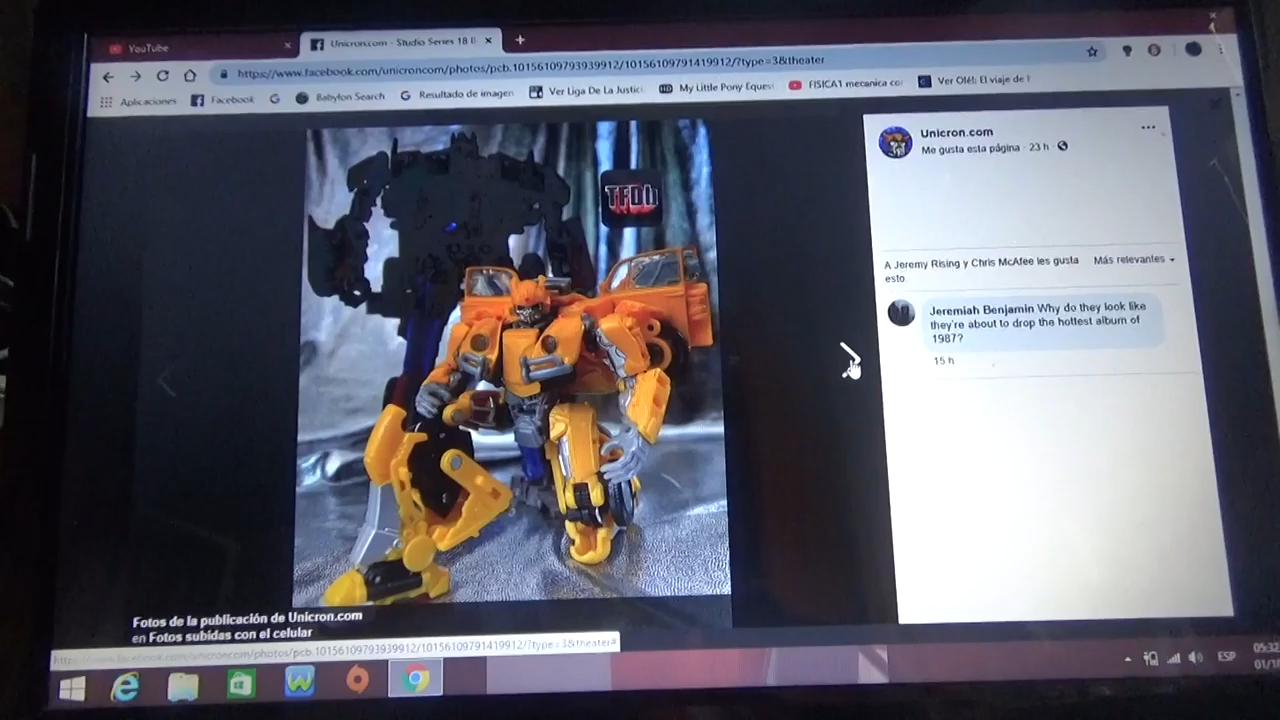 YouTube
Unicron.com - Studio Series 18
https://www.facebook.com/unicroncom/photos/pcb.10156109793939912/10156109791419912/?type=3&theater
Aplicaciones
Facebook
Babylon Search
Resultado de imagen
Ver Liga De La Justici
My Little Pony Equest
FISICA1 mecanica co
Ver Olé!: El viaje de
Unicron.com
Me gusta esta página · 23 h ·
TFDH
A Jeremy Rising y Chris McAfee les gusta
esto.
Más relevantes
Jeremiah Benjamin Why do they look like
they're about to drop the hottest album of
1987?
15 h
Fotos de la publicación de Unicron.com
en Fotos subidas con el celular
https://www.facebook.com/unicroncom/photos/pcb.10156109793939912/10156109791419912/?type=3&theater#
ESP
05:32